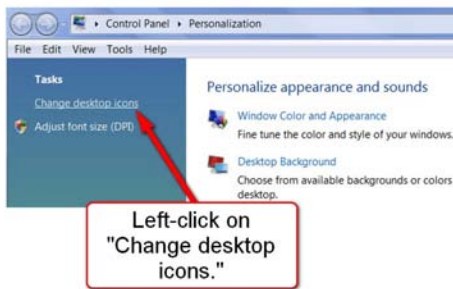 Control Panel ▸ Personalization
File Edit View Tools Help
Tasks
Change desktop icons
Adjust font size (DPI)
Personalize appearance and sounds
Window Color and Appearance
Fine tune the color and style of your windows.
Desktop Background
Choose from available backgrounds or colors
desktop.
Left-click on
"Change desktop
icons."